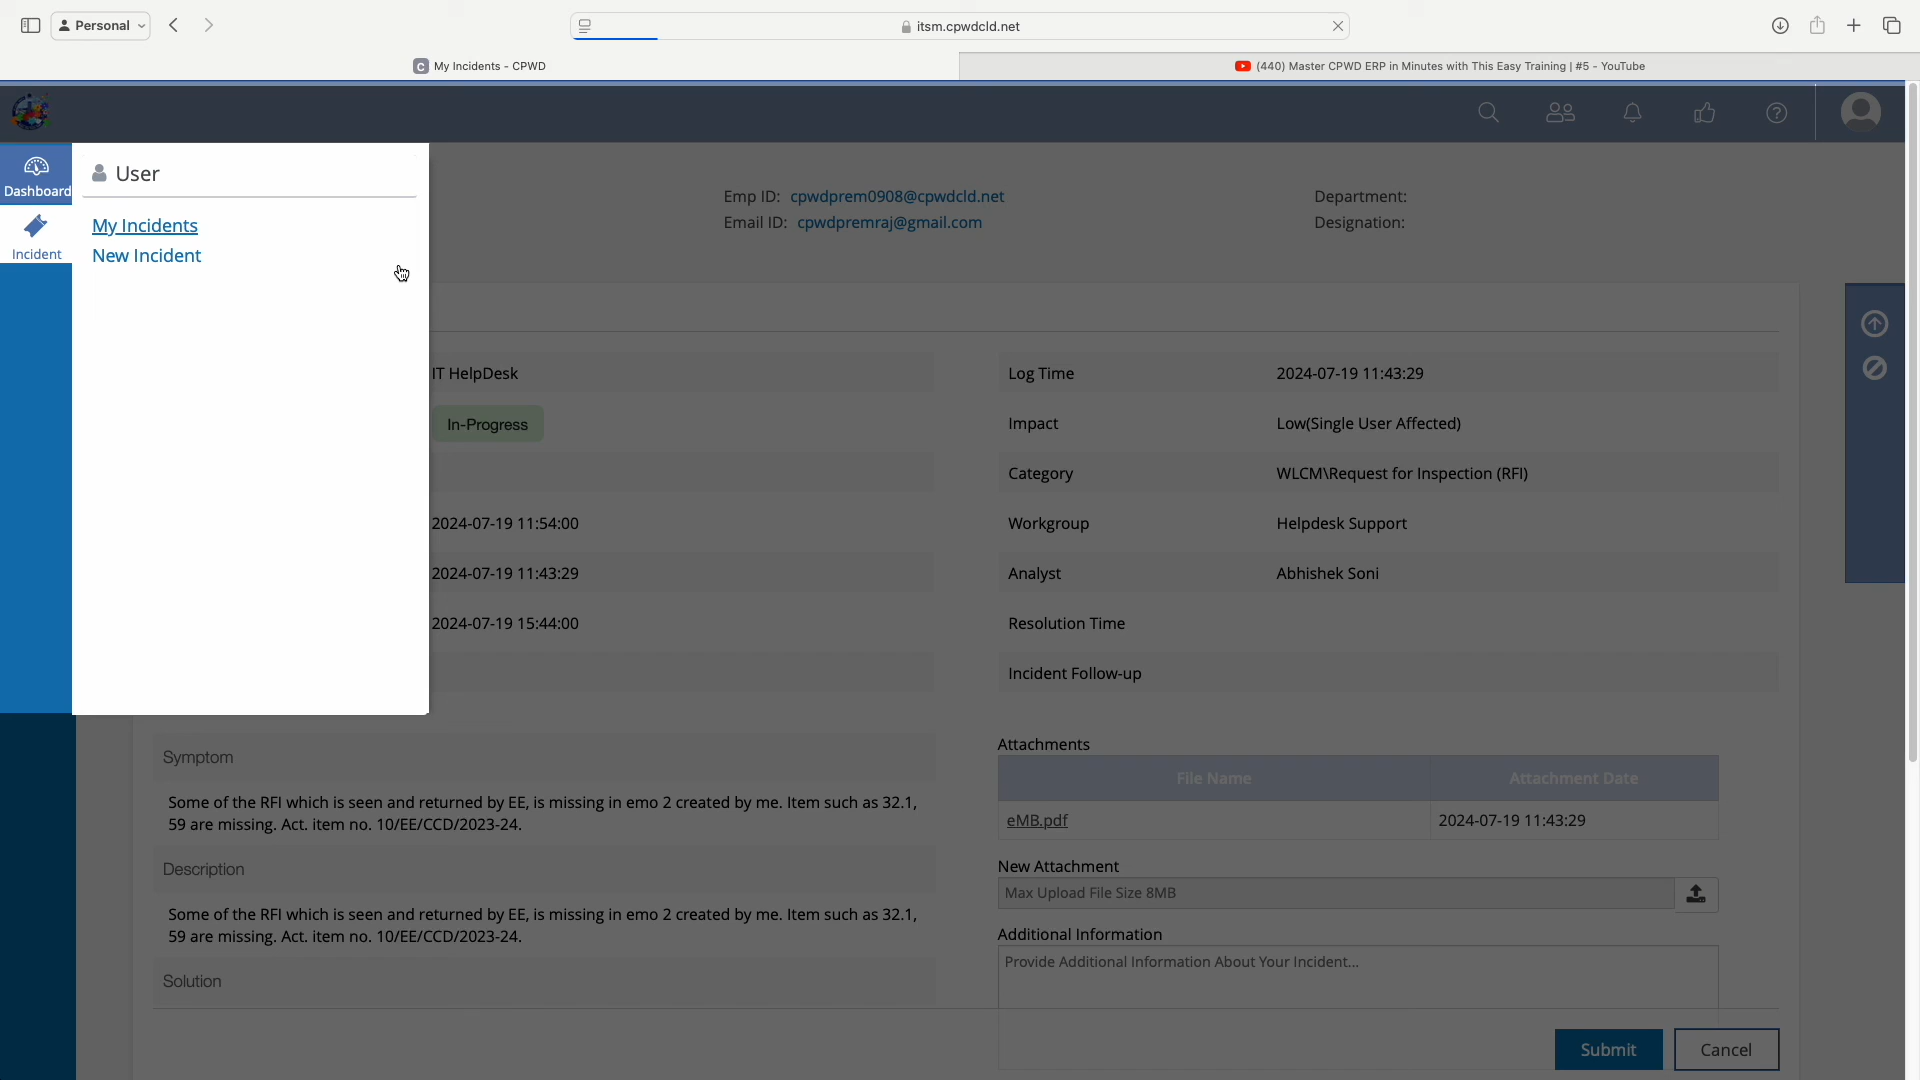 Personal
itsm.cpwdcld.net
C My Incidents - CPWD
(440) Master CPWD ERP in Minutes with This Easy Training | #5 - YouTube
Dashboard
Incident
User
My Incidents
New Incident
Emp ID: cpwdprem0908@cpwdcld.net
Department:
Email ID: cpwdpremraj@gmail.com
Designation:
IT HelpDesk
Log Time 2024-07-19 11:43:29
In-Progress
Impact Low(Single User Affected)
Category WLCM\Request for Inspection (RFI)
2024-07-19 11:54:00
Workgroup Helpdesk Support
2024-07-19 11:43:29
Analyst Abhishek Soni
2024-07-19 15:44:00
Resolution Time
Incident Follow-up
Symptom
Some of the RFI which is seen and returned by EE, is missing in emo 2 created by me. Item such as 32.1,
59 are missing. Act. item no. 10/EE/CCD/2023-24.
Description
Some of the RFI which is seen and returned by EE, is missing in emo 2 created by me. Item such as 32.1,
59 are missing. Act. item no. 10/EE/CCD/2023-24.
Solution
Attachments
File Name Attachment Date
eMB.pdf 2024-07-19 11:43:29
New Attachment
Max Upload File Size 8MB
Additional Information
Provide Additional Information About Your Incident...
Submit
Cancel